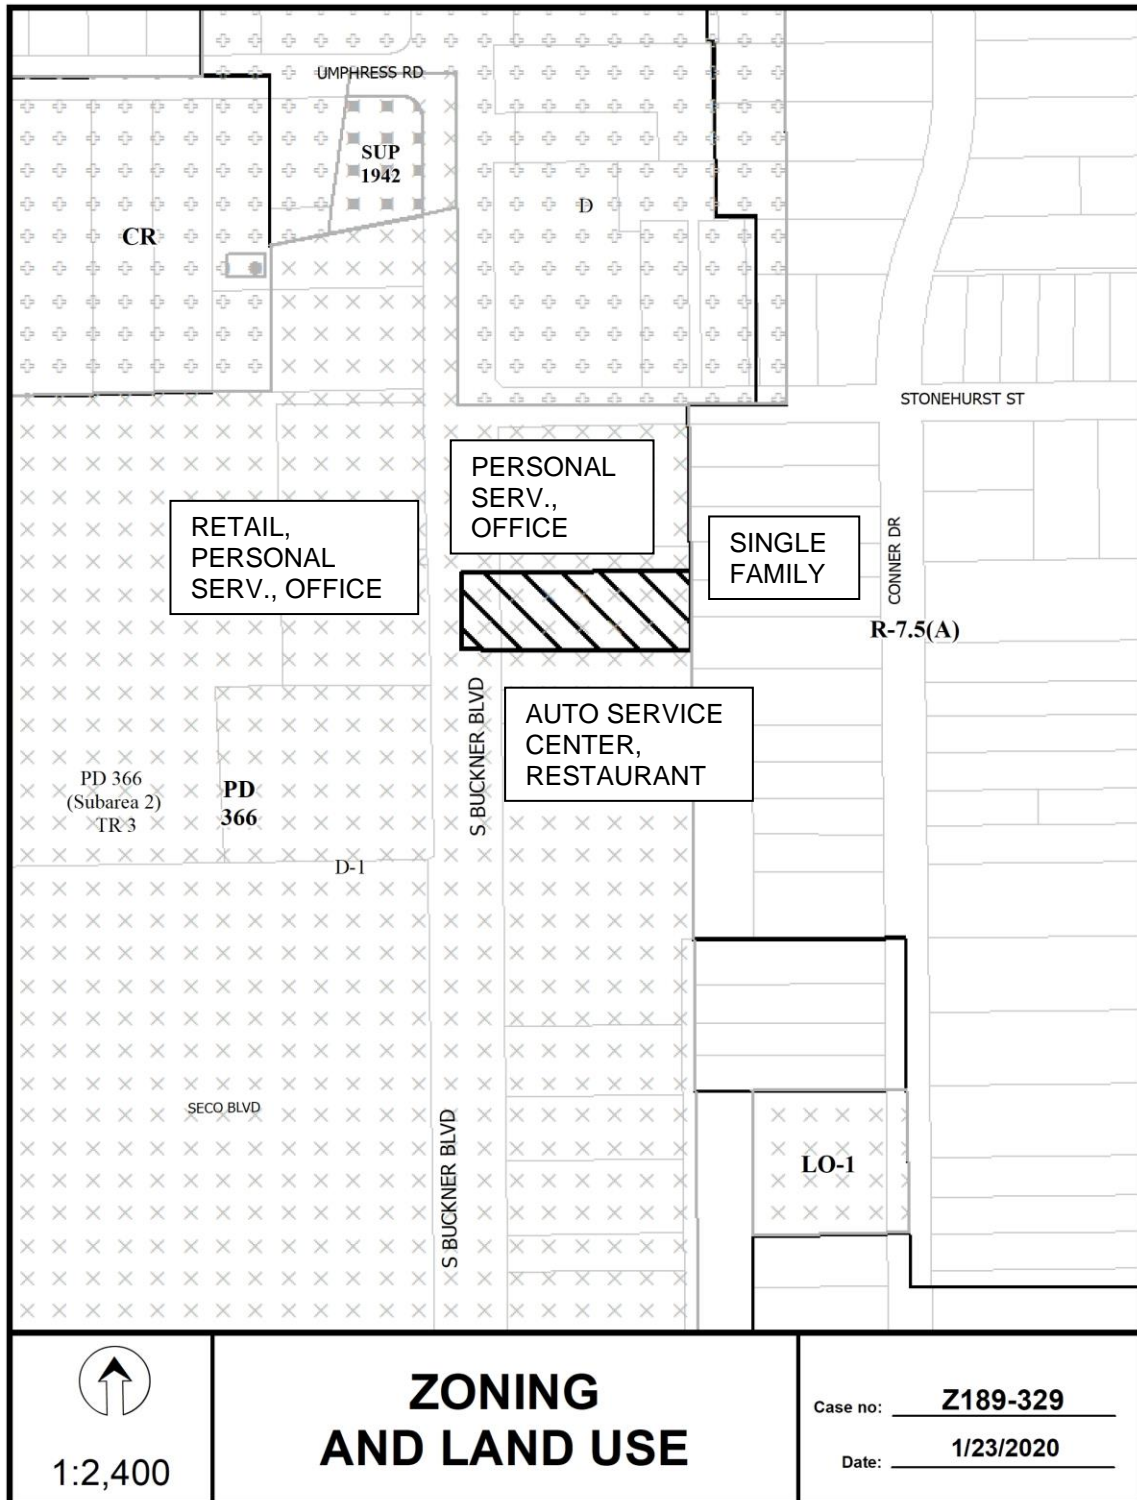 UMPHRESS RD
SUP
1942
D
CR
STONEHURST ST
PERSONAL
SERV.,
OFFICE
RETAIL,
PERSONAL
SERV., OFFICE
SINGLE
FAMILY
CONNER DR
R-7.5(A)
S BUCKNER BLVD
AUTO SERVICE
CENTER,
RESTAURANT
PD 366
(Subarea 2)
TR 3
PD
366
D-1
SECO BLVD
S BUCKNER BLVD
LO-1
1:2,400
ZONING
AND LAND USE
Case no: Z189-329
Date: 1/23/2020